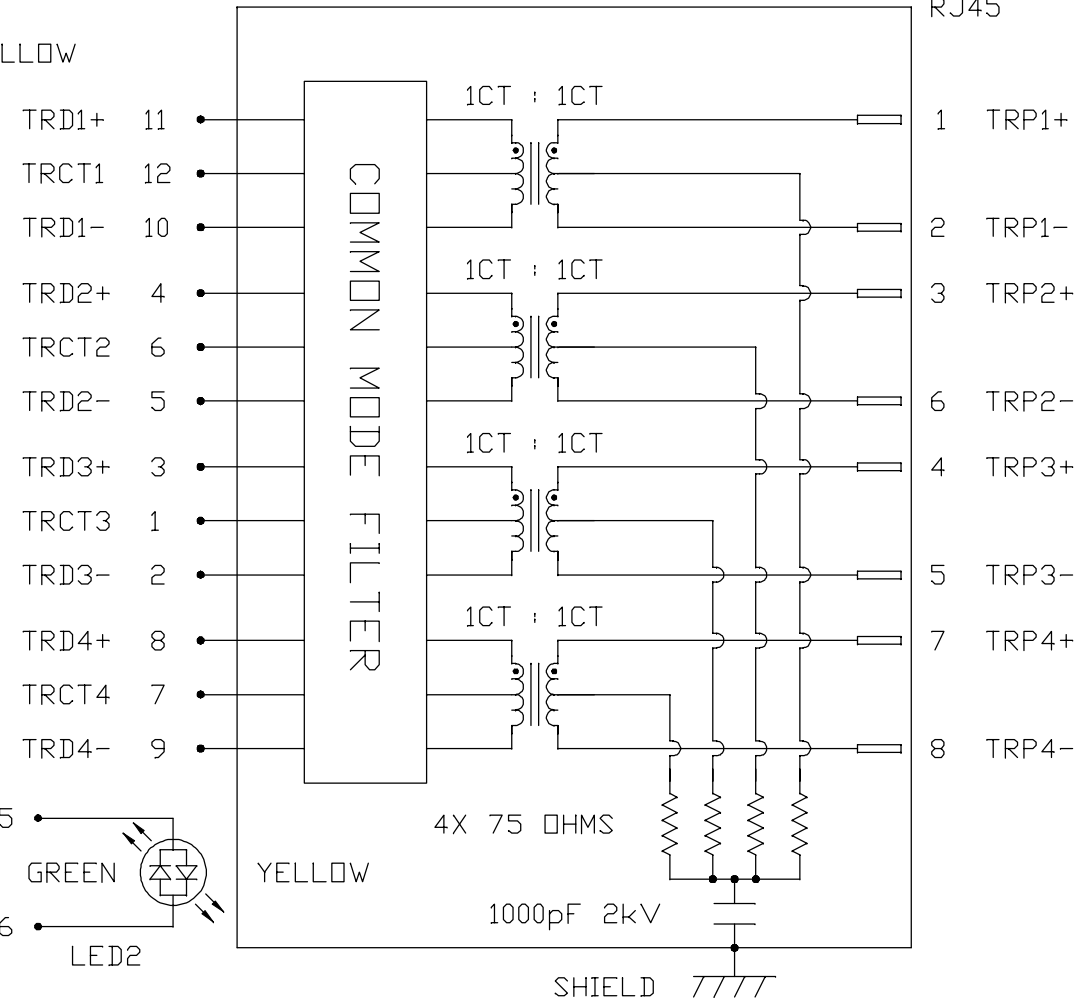 RJ45
LLOW
1CT : 1CT
TRD1+ 11 1 TRP1+
TRCT1 12
TRD1- 10 2 TRP1-
1CT : 1CT
TRD2+ 4 3 TRP2+
TRCT2 6
TRD2- 5 6 TRP2-
1CT : 1CT
TRD3+ 3 4 TRP3+
TRCT3 1
TRD3- 2 5 TRP3-
1CT : 1CT
TRD4+ 8 7 TRP4+
TRCT4 7
TRD4- 9 8 TRP4-
COMMON MODE FILTER
5
4X 75 OHMS
GREEN YELLOW
1000pF 2kV
6
LED2
SHIELD